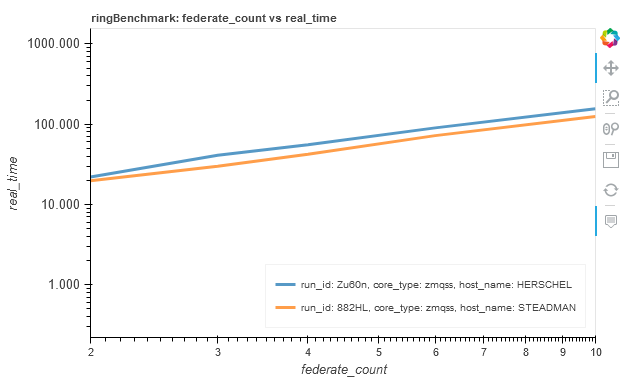 ringBenchmark: federate_count vs real_time
1000.000
100.000
10.000
1.000
real_time
run_id: Zu60n, core_type: zmqss, host_name: HERSCHEL
run_id: 882HL, core_type: zmqss, host_name: STEADMAN
2 3 4 5 6 7 8 9 10
federate_count